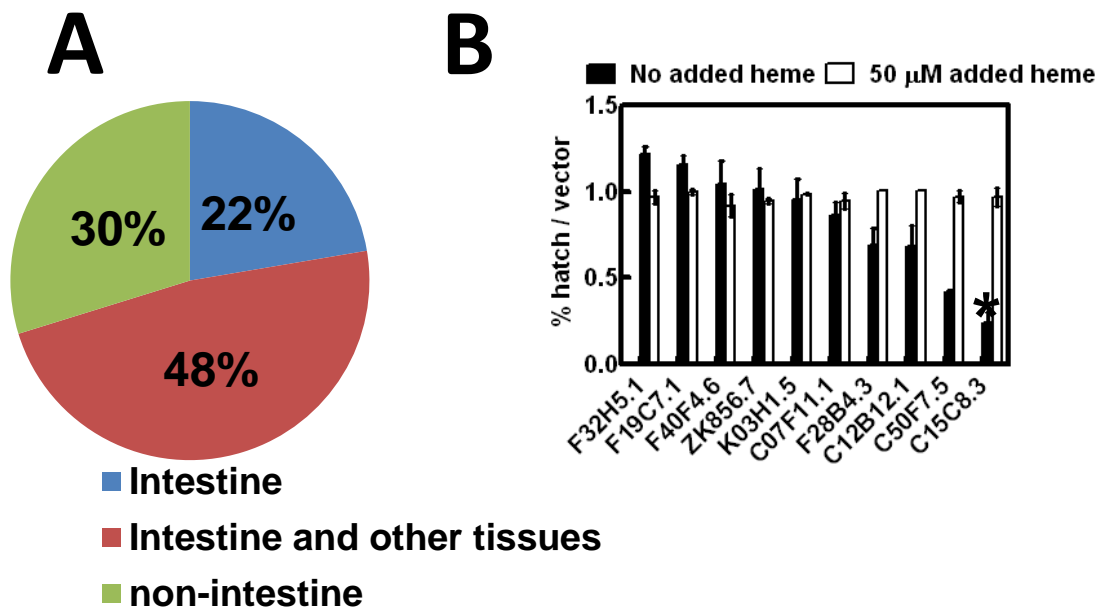 A
30%
22%
48%
Intestine
Intestine and other tissues
non-intestine
B
No added heme 50 µM added heme
% hatch / vector
1.5
1.0
0.5
0.0
*
F32H5.1
F19C7.1
F40F4.6
ZK856.7
K03H1.5
C07F11.1
F28B4.3
C12B12.1
C50F7.5
C15C8.3